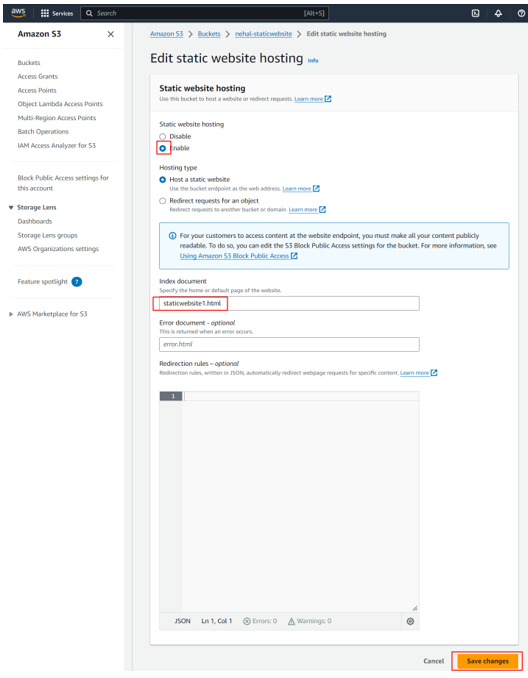 aws Services Search [Alt+S]
Amazon S3
Buckets
Access Grants
Access Points
Object Lambda Access Points
Multi-Region Access Points
Batch Operations
IAM Access Analyzer for S3
Block Public Access settings for
this account
Storage Lens
Dashboards
Storage Lens groups
AWS Organizations settings
Feature spotlight 7
AWS Marketplace for S3
Amazon S3 > Buckets > nehal-staticwebsite > Edit static website hosting
Edit static website hosting Info
Static website hosting
Use this bucket to host a website or redirect requests. Learn more
Static website hosting
Disable
Enable
Hosting type
Host a static website
Use the bucket endpoint as the web address. Learn more
Redirect requests for an object
Redirect requests to another bucket or domain. Learn more
For your customers to access content at the website endpoint, you must make all your content publicly
readable. To do so, you can edit the S3 Block Public Access settings for the bucket. For more information, see
Using Amazon S3 Block Public Access
Index document
Specify the home or default page of the website.
staticwebsite1.html
Error document - optional
This is returned when an error occurs.
error.html
Redirection rules – optional
Redirection rules, written in JSON, automatically redirect webpage requests for specific content. Learn more
1
JSON Ln 1, Col 1 Errors: 0 Warnings: 0
Cancel Save changes